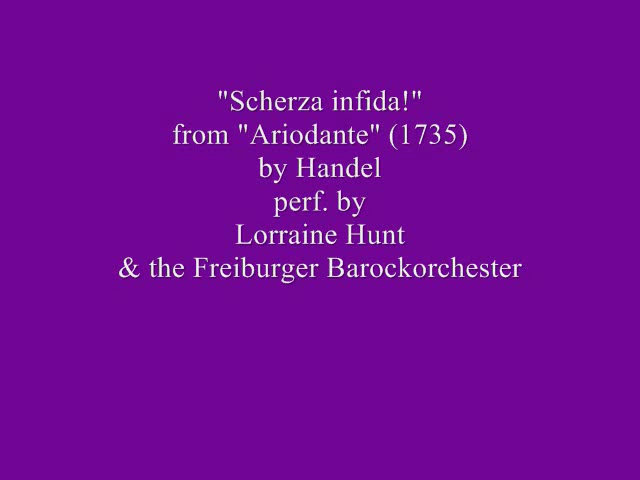 "Scherza infida!"
from "Ariodante" (1735)
by Handel
perf. by
Lorraine Hunt
& the Freiburger Barockorchester